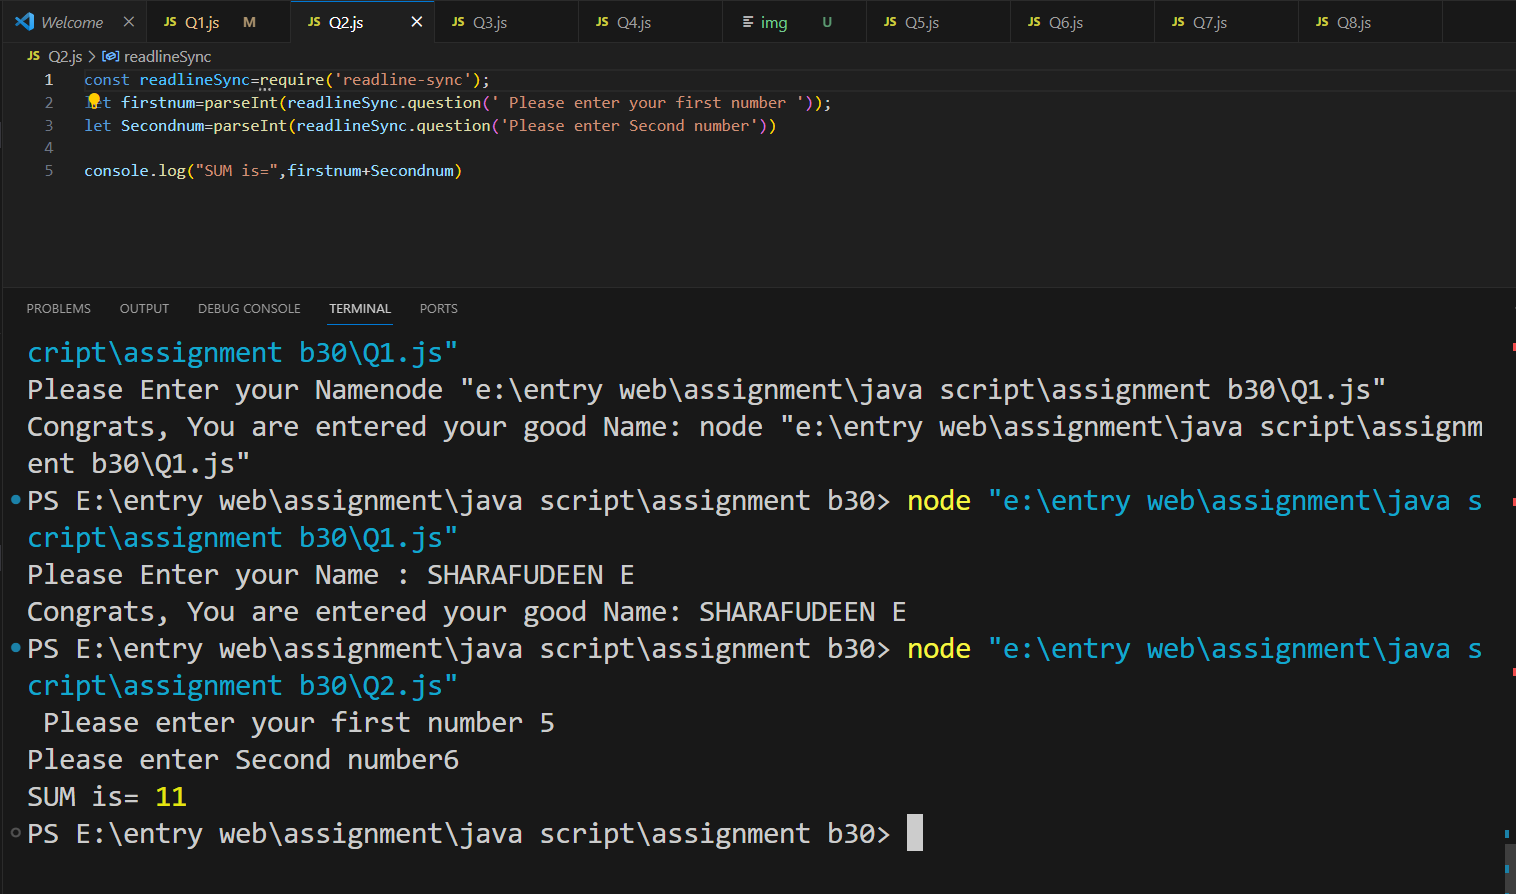 Welcome JS Q1.js M JS Q2.js JS Q3.js JS Q4.js img U JS Q5.js JS Q6.js JS Q7.js JS Q8.js
JS Q2.js > readlineSync
1 const readlineSync=require('readline-sync');
2 let firstnum=parseInt(readlineSync.question(' Please enter your first number '));
3 let Secondnum=parseInt(readlineSync.question('Please enter Second number'))
4
5 console.log("SUM is=",firstnum+Secondnum)
PROBLEMS OUTPUT DEBUG CONSOLE TERMINAL PORTS
cript\assignment b30\Q1.js"
Please Enter your Namenode "e:\entry web\assignment\java script\assignment b30\Q1.js"
Congrats, You are entered your good Name: node "e:\entry web\assignment\java script\assignm
ent b30\Q1.js"
PS E:\entry web\assignment\java script\assignment b30> node "e:\entry web\assignment\java s
cript\assignment b30\Q1.js"
Please Enter your Name : SHARAFUDEEN E
Congrats, You are entered your good Name: SHARAFUDEEN E
PS E:\entry web\assignment\java script\assignment b30> node "e:\entry web\assignment\java s
cript\assignment b30\Q2.js"
Please enter your first number 5
Please enter Second number6
SUM is= 11
PS E:\entry web\assignment\java script\assignment b30>